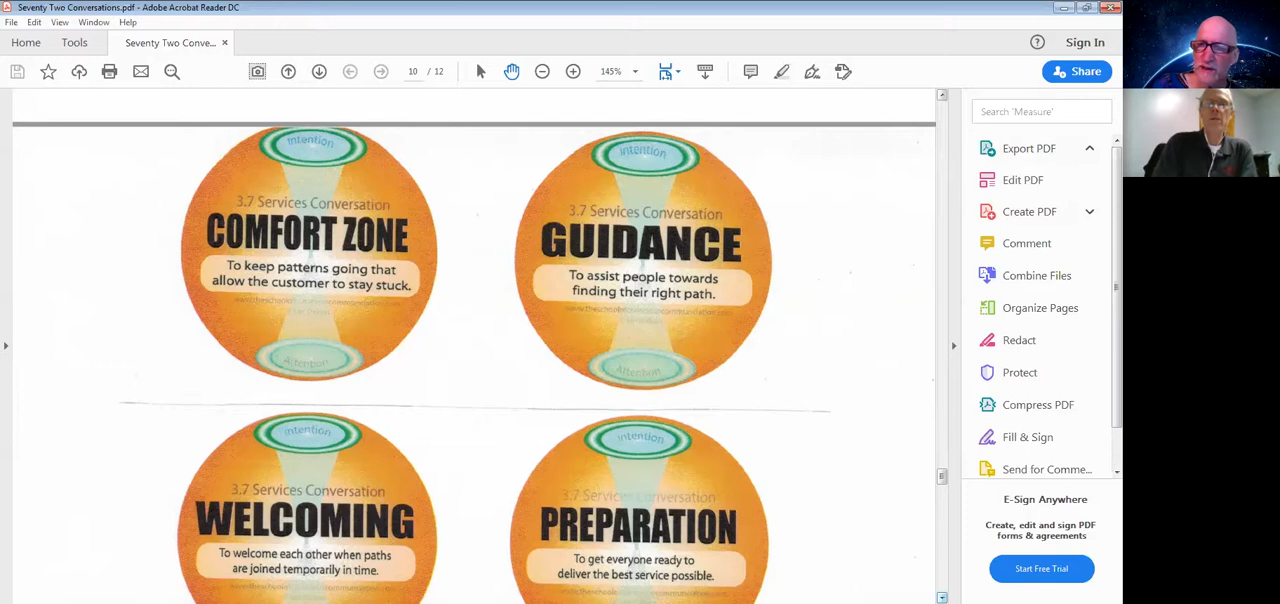 Seventy Two Conversations.pdf - Adobe Acrobat Reader DC
File Edit View Window Help
Home Tools Seventy Two Conve... ×
Sign In
10 / 12
145%
Share
Search 'Measure'
Export PDF
Edit PDF
Create PDF
Comment
Combine Files
Organize Pages
Redact
Protect
Compress PDF
Fill & Sign
Send for Comme...
E-Sign Anywhere
Create, edit and sign PDF
forms & agreements
Start Free Trial
Intention
3.7 Services Conversation
COMFORT ZONE
To keep patterns going that
allow the customer to stay stuck.
Attention
Intention
3.7 Services Conversation
GUIDANCE
To assist people towards
finding their right path.
Attention
Intention
3.7 Services Conversation
WELCOMING
To welcome each other when paths
are joined temporarily in time.
Intention
3.7 Services Conversation
PREPARATION
To get everyone ready to
deliver the best service possible.